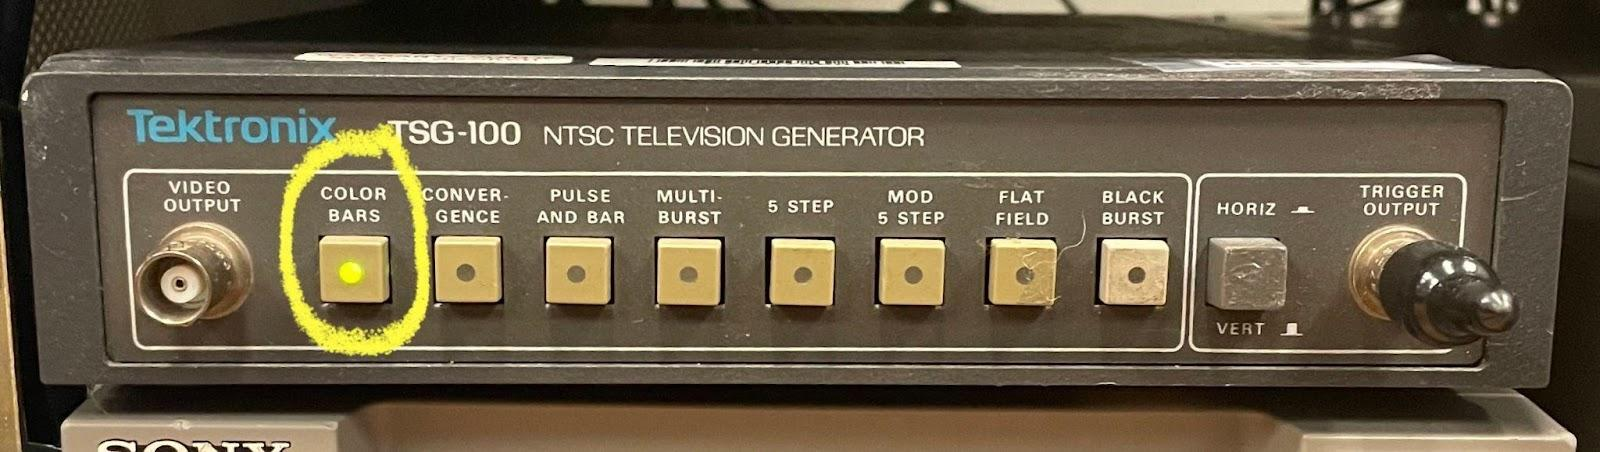 Tektronix TSG-100 NTSC TELEVISION GENERATOR
VIDEO
OUTPUT
COLOR
BARS
CONVER-
GENCE
PULSE
AND BAR
MULTI-
BURST
5 STEP
MOD
5 STEP
FLAT
FIELD
BLACK
BURST
HORIZ
VERT
TRIGGER
OUTPUT
SONY